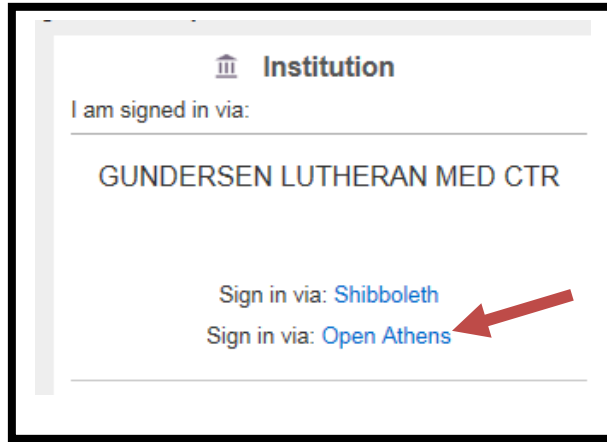 Institution
I am signed in via:
GUNDERSEN LUTHERAN MED CTR
Sign in via: Shibboleth
Sign in via: Open Athens